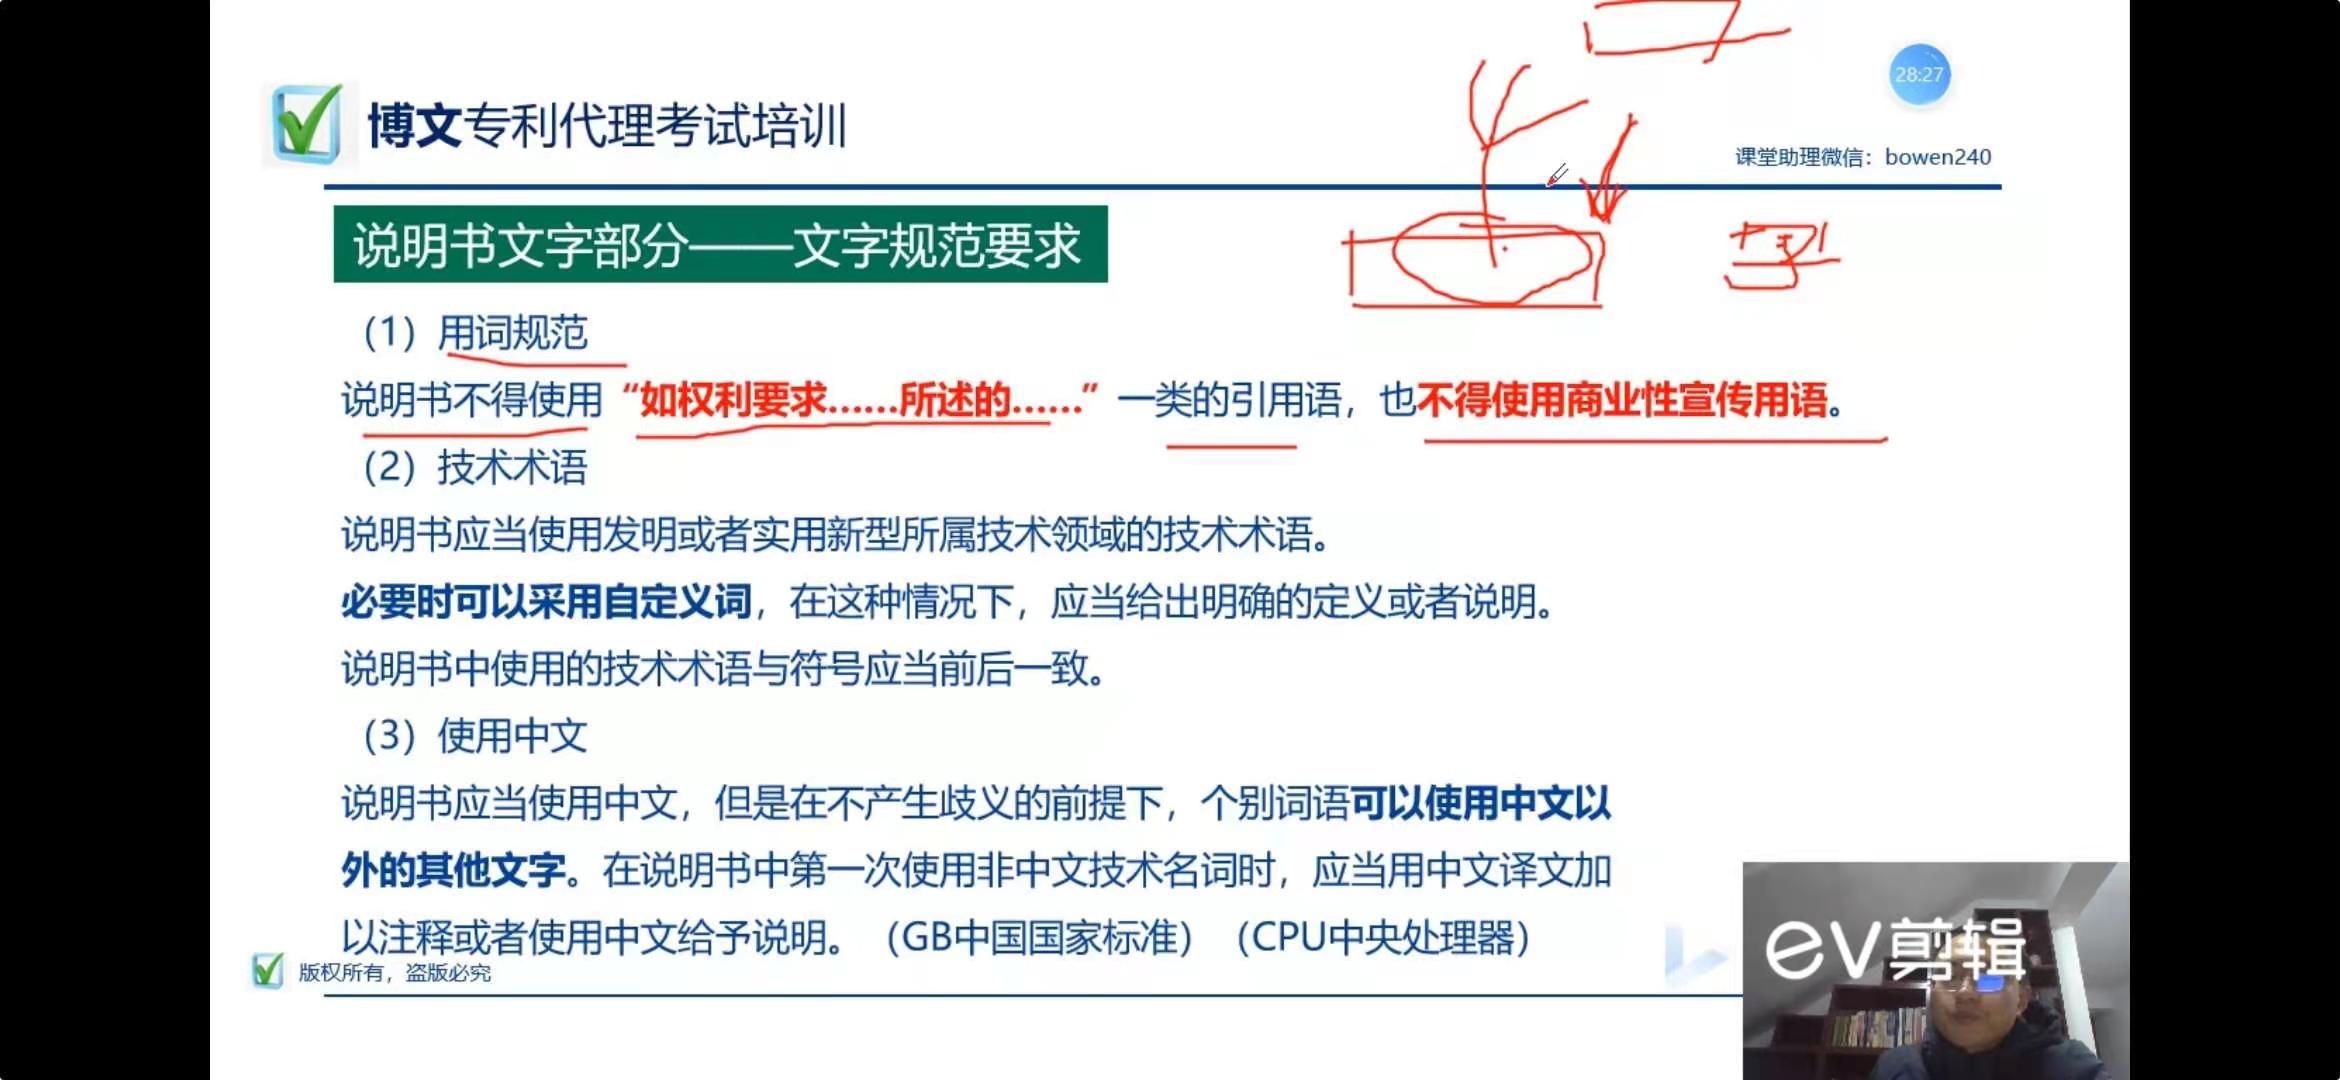 28:27
博文专利代理考试培训
课堂助理微信：bowen240
说明书文字部分——文字规范要求
（1）用词规范
说明书不得使用“如权利要求……所述的……”一类的引用语，也不得使用商业性宣传用语。
（2）技术术语
说明书应当使用发明或者实用新型所属技术领域的技术术语。
必要时可以采用自定义词，在这种情况下，应当给出明确的定义或者说明。
说明书中使用的技术术语与符号应当前后一致。
（3）使用中文
说明书应当使用中文，但是在不产生歧义的前提下，个别词语可以使用中文以
外的其他文字。在说明书中第一次使用非中文技术名词时，应当用中文译文加
以注释或者使用中文给予说明。（GB中国国家标准）（CPU中央处理器）
版权所有，盗版必究
eV剪辑